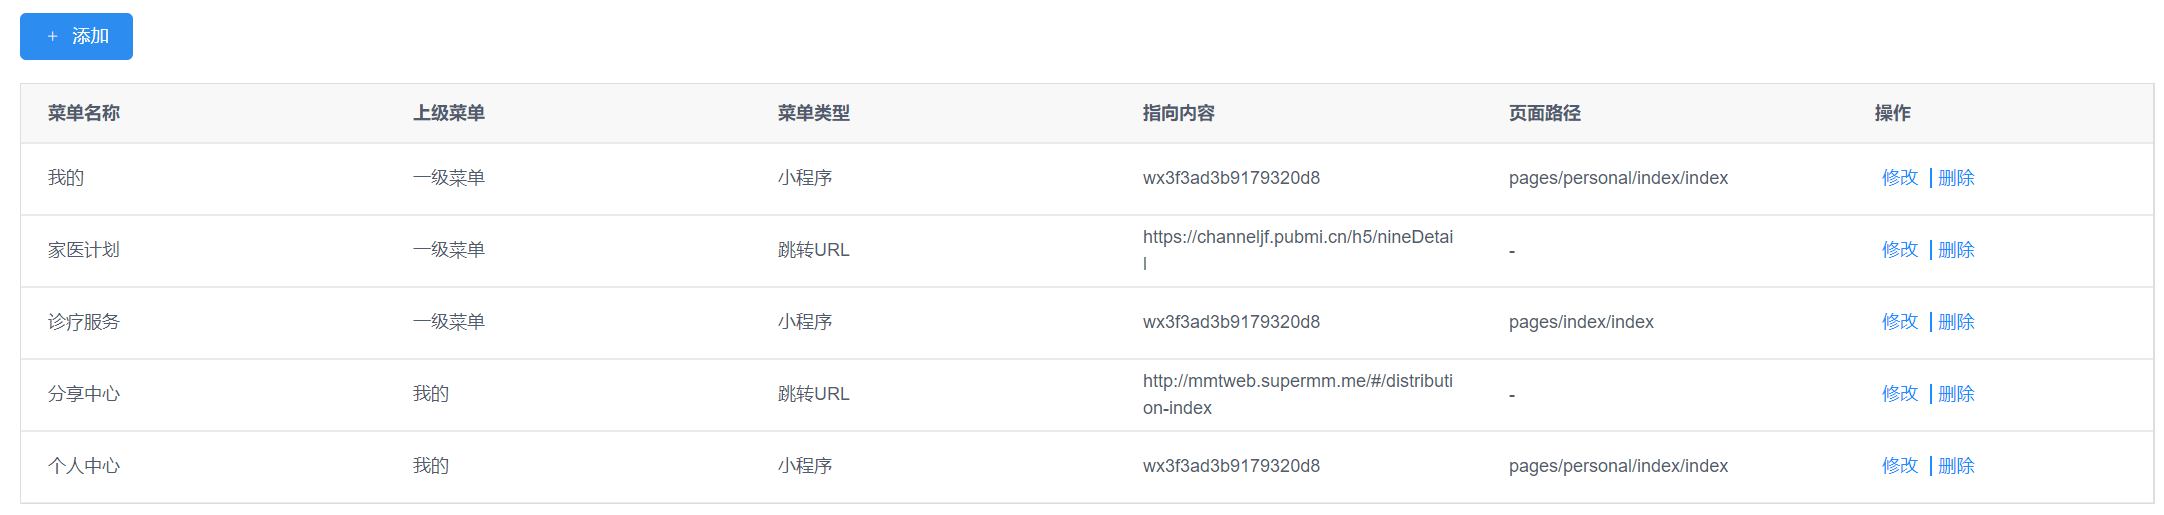 + 添加
菜单名称 上级菜单 菜单类型 指向内容 页面路径 操作
我的 一级菜单 小程序 wx3f3ad3b9179320d8 pages/personal/index/index 修改 删除
家医计划 一级菜单 跳转URL https://channeljf.pubmi.cn/h5/nineDetai
l - 修改 删除
诊疗服务 一级菜单 小程序 wx3f3ad3b9179320d8 pages/index/index 修改 删除
分享中心 我的 跳转URL http://mmtweb.supermm.me/#/distributi
on-index - 修改 删除
个人中心 我的 小程序 wx3f3ad3b9179320d8 pages/personal/index/index 修改 删除